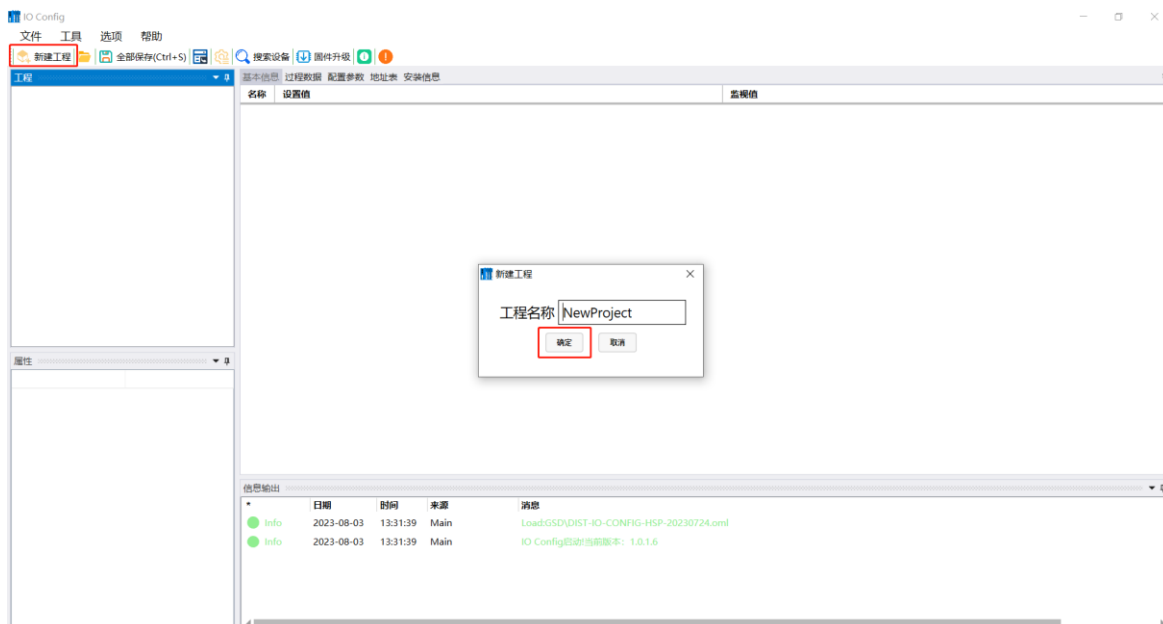 IO Config
文件 工具 选项 帮助
新建工程 全部保存(Ctrl+S) 搜索设备 固件升级
工程
基本信息 过程数据 配置参数 地址表 安装信息
名称 设置值 监视值
新建工程
工程名称 NewProject
确定 取消
属性
信息输出
* 日期 时间 来源 消息
Info 2023-08-03 13:31:39 Main Load:GSD\DIST-IO-CONFIG-HSP-20230724.oml
Info 2023-08-03 13:31:39 Main IO Config启动!当前版本：1.0.1.6